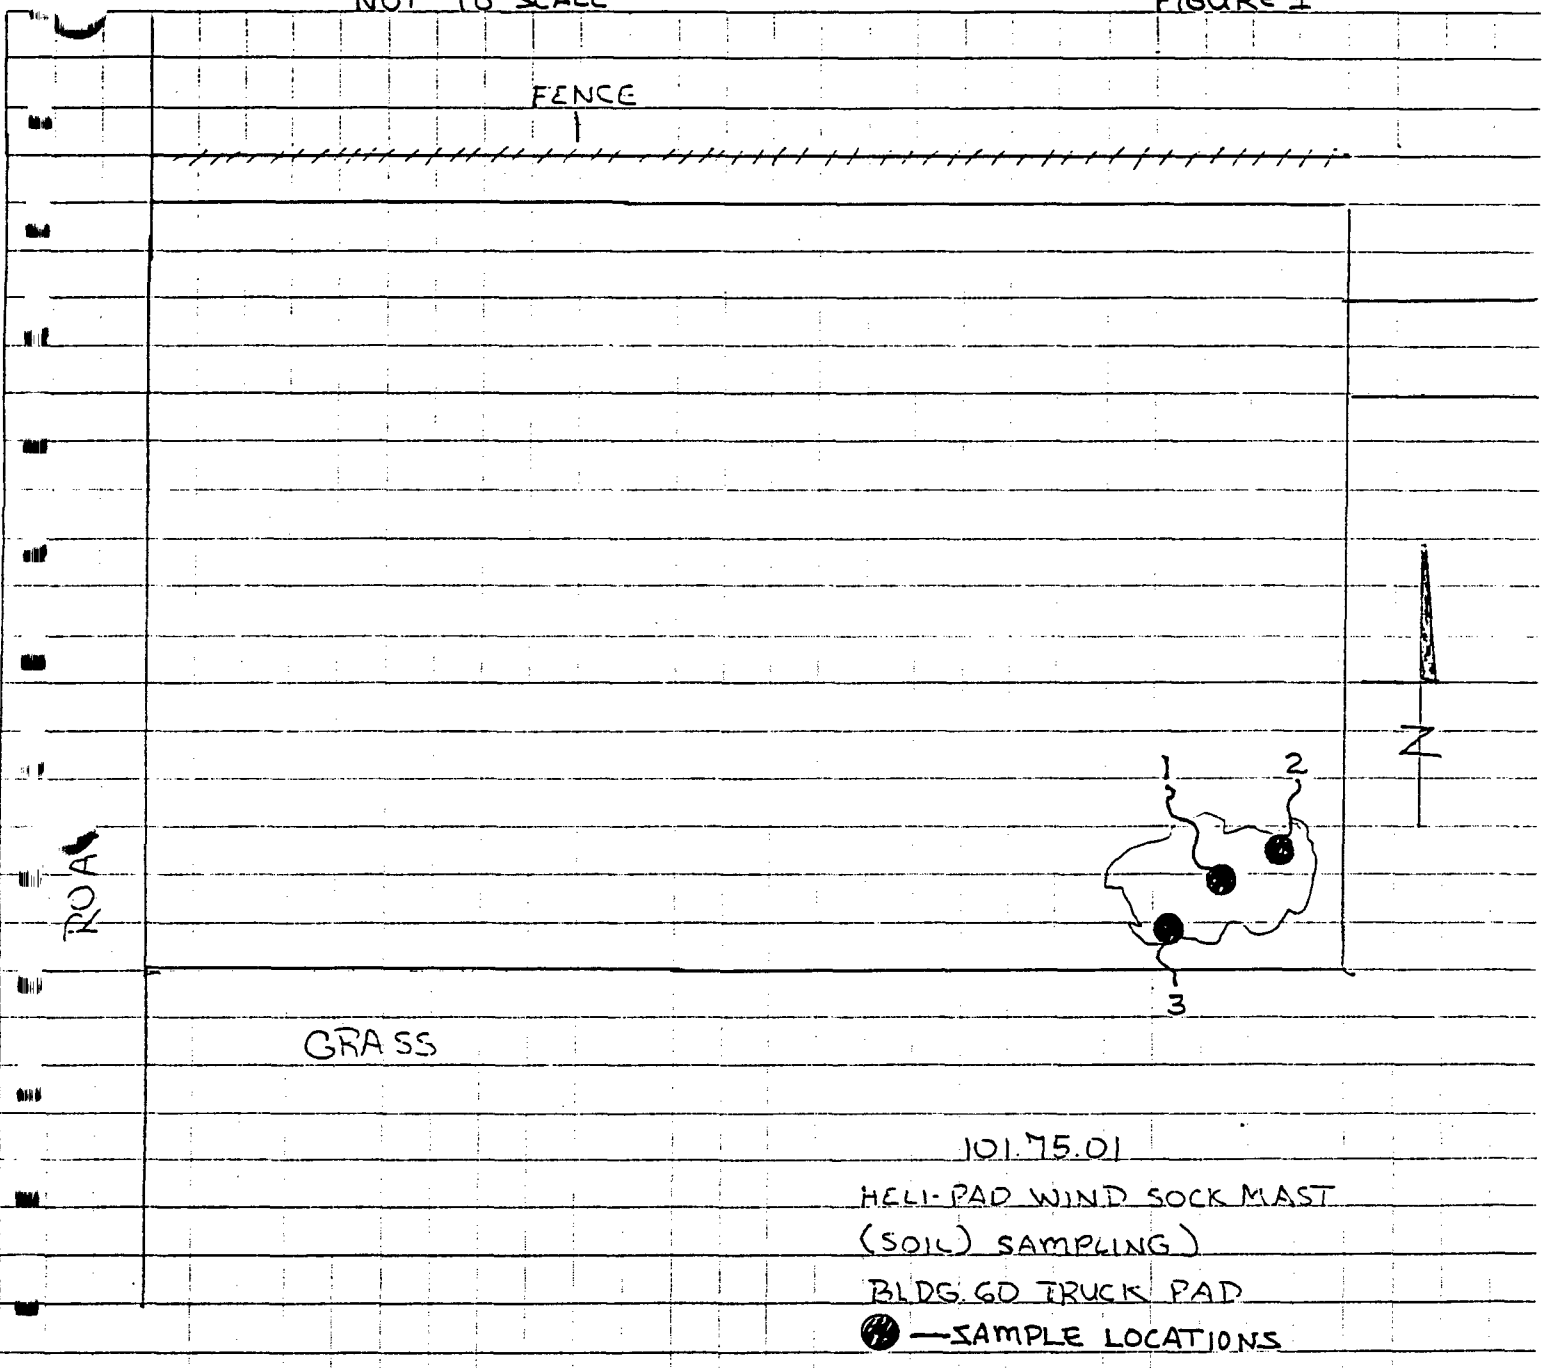 NOT TO SCALE
FIGURE 1
FENCE
N
1
2
3
GRASS
101.75.01
HELI-PAD WIND SOCK MAST
(SOIL) SAMPLING)
BLDG. 60 TRUCK PAD
— SAMPLE LOCATIONS